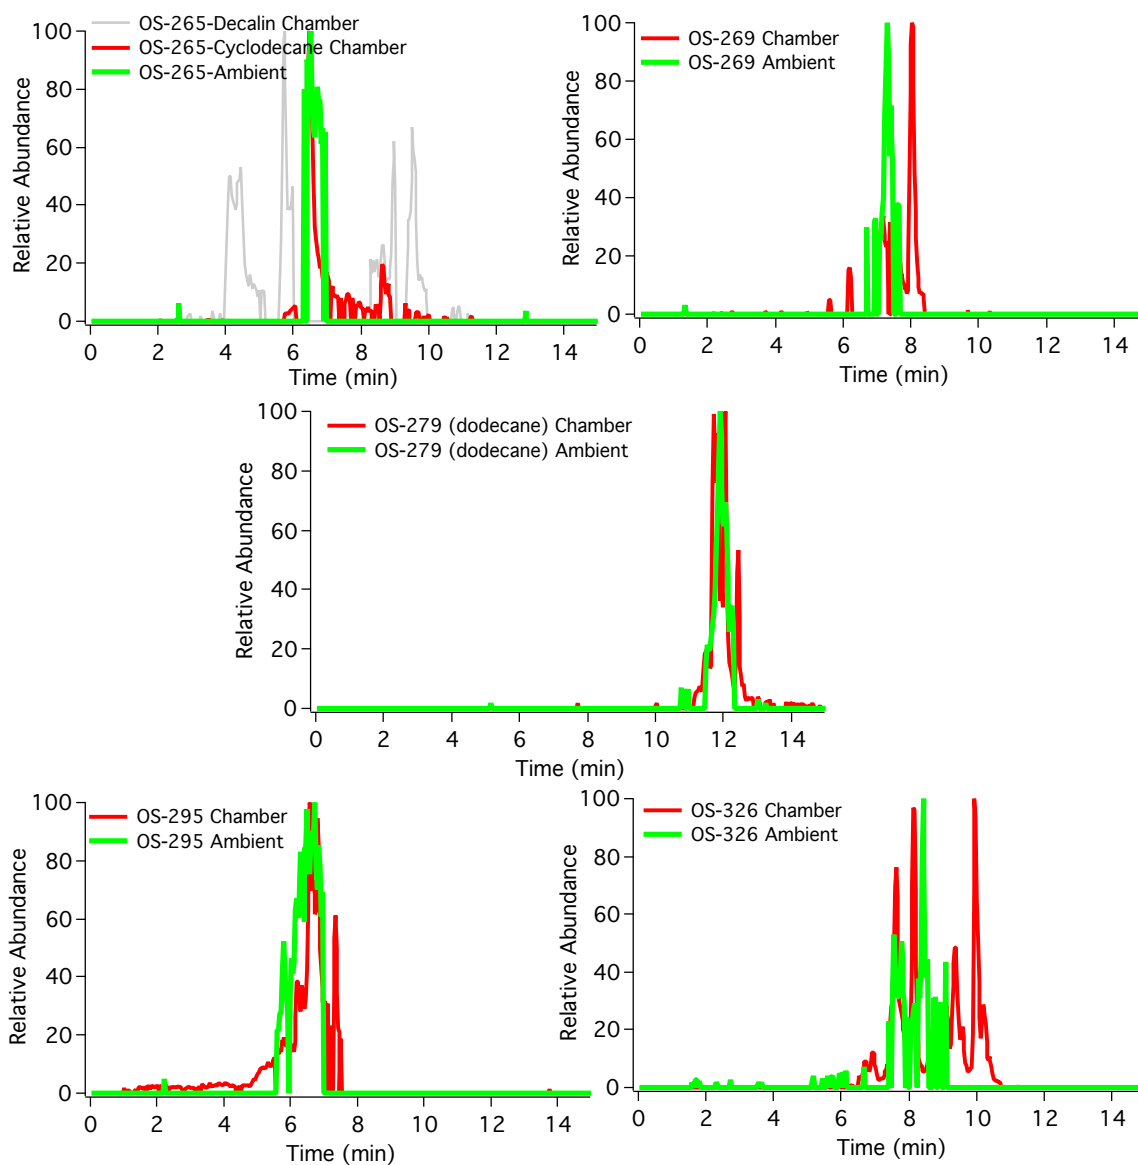 OS-265-Decalin Chamber
OS-265-Cyclodecane Chamber
OS-265-Ambient
Relative Abundance
100
80
60
40
20
0
0 2 4 6 8 10 12 14
Time (min)
OS-269 Chamber
OS-269 Ambient
Relative Abundance
100
80
60
40
20
0
0 2 4 6 8 10 12 14
Time (min)
OS-279 (dodecane) Chamber
OS-279 (dodecane) Ambient
Relative Abundance
100
80
60
40
20
0
0 2 4 6 8 10 12 14
Time (min)
OS-295 Chamber
OS-295 Ambient
Relative Abundance
100
80
60
40
20
0
0 2 4 6 8 10 12 14
Time (min)
OS-326 Chamber
OS-326 Ambient
Relative Abundance
100
80
60
40
20
0
0 2 4 6 8 10 12 14
Time (min)